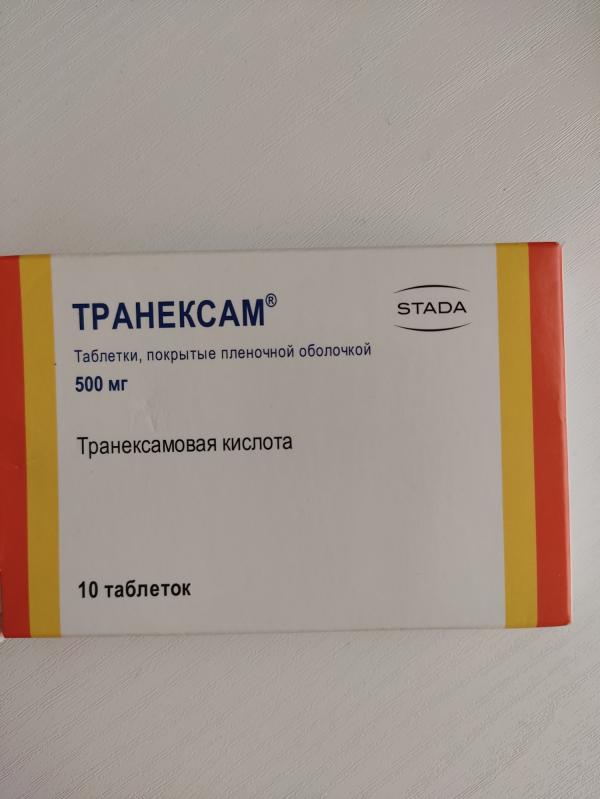 ТРАНЕКСАМ®
STADA
Таблетки, покрытые пленочной оболочкой
500 мг
Транексамовая кислота
10 таблеток